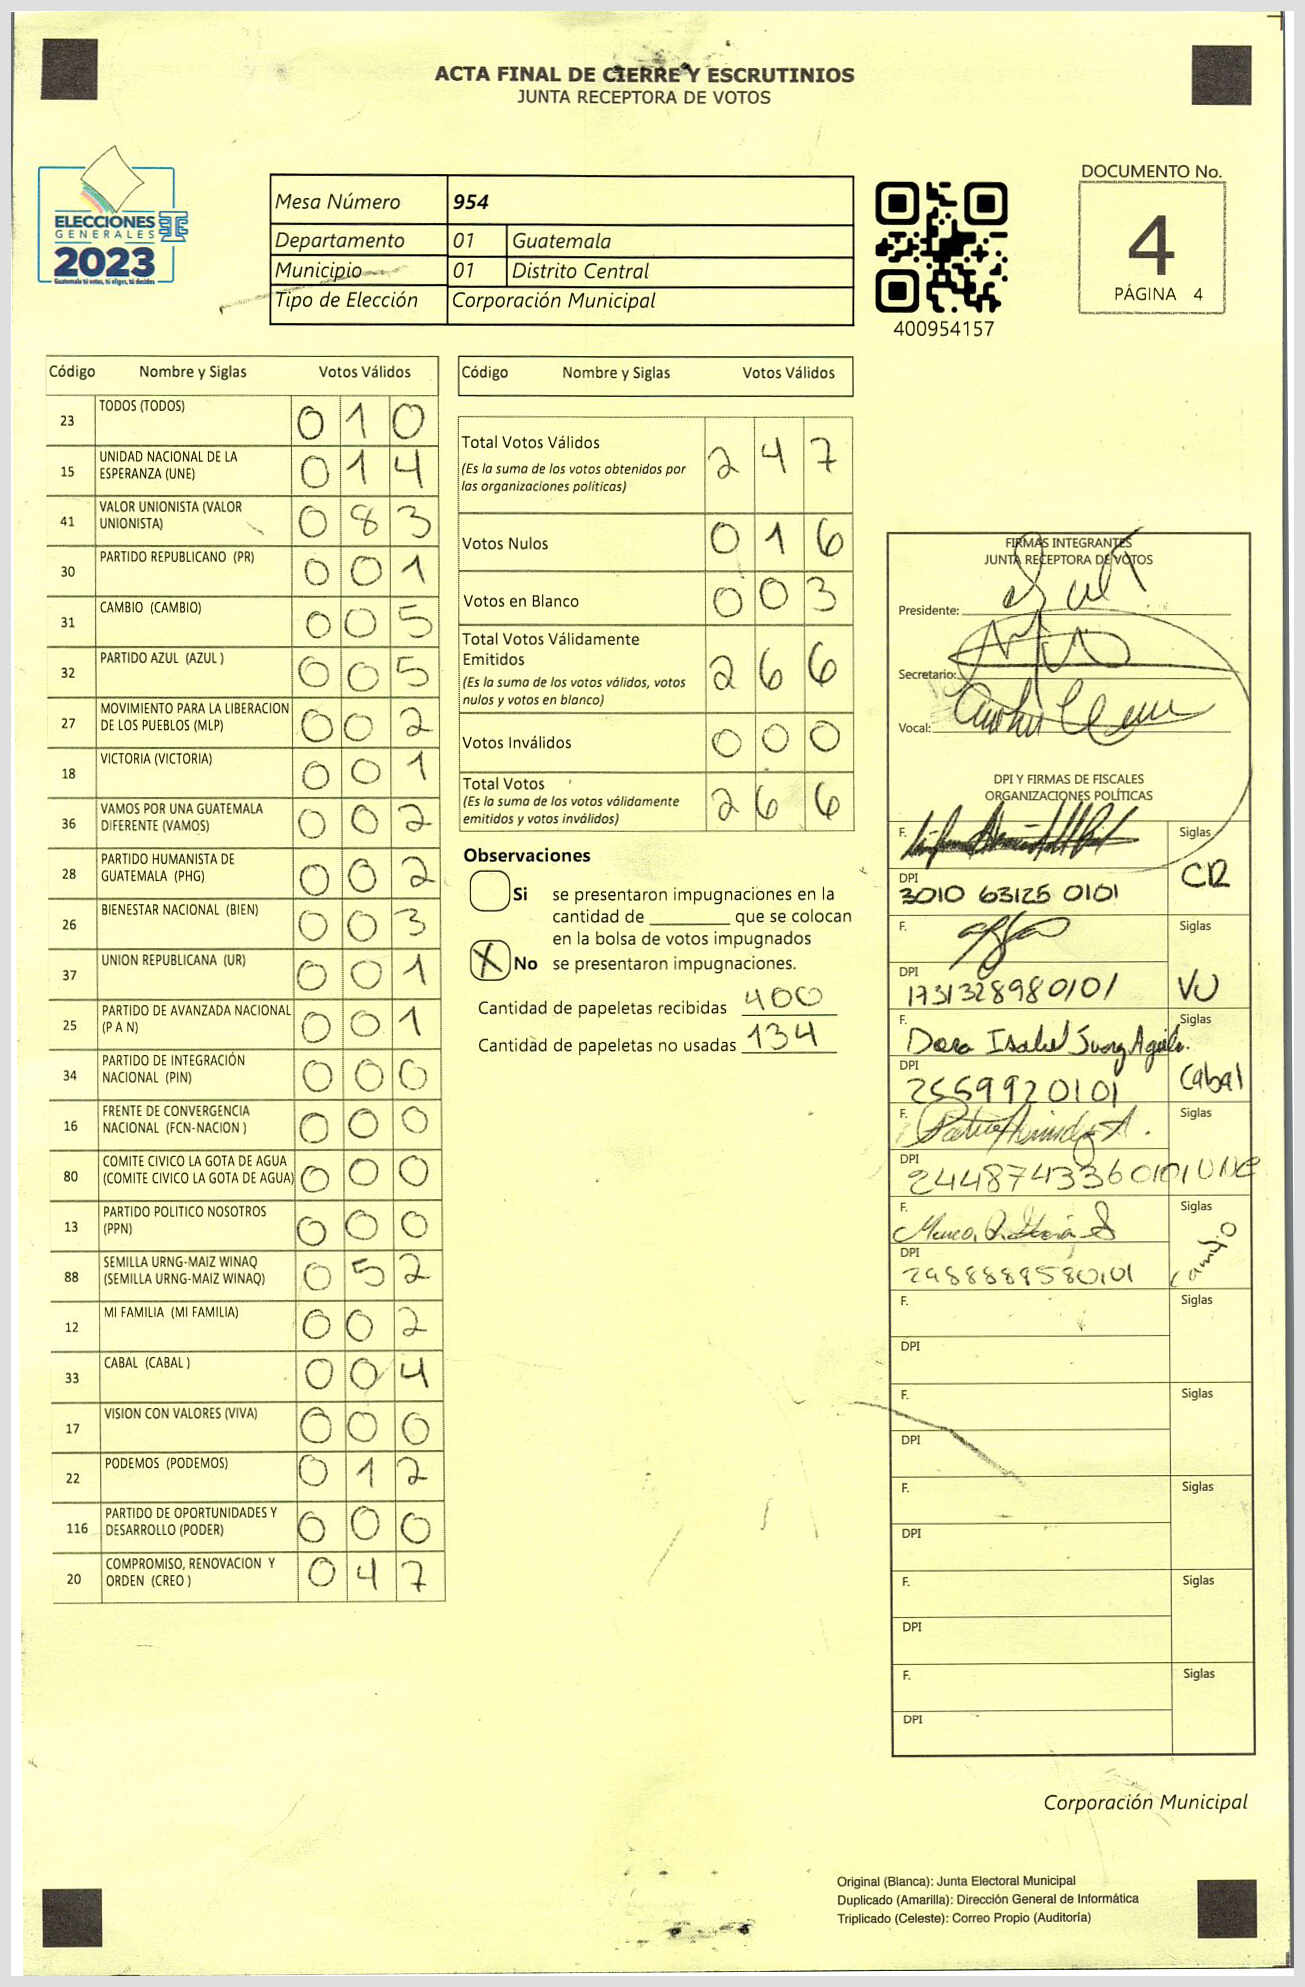 ACTA FINAL DE CIERRE Y ESCRUTINIOS
JUNTA RECEPTORA DE VOTOS
ELECCIONES
GENERALES
2023
Guatemala tú votas, tú eliges, tú decides
Mesa Número 954
Departamento 01 Guatemala
Municipio 01 Distrito Central
Tipo de Elección Corporación Municipal
400954157
DOCUMENTO No.
4
PÁGINA 4
Código Nombre y Siglas Votos Válidos
23 TODOS (TODOS) 0 1 0
15 UNIDAD NACIONAL DE LA
ESPERANZA (UNE) 0 1 4
41 VALOR UNIONISTA (VALOR
UNIONISTA) 0 8 3
30 PARTIDO REPUBLICANO (PR) 0 0 1
31 CAMBIO (CAMBIO) 0 0 5
32 PARTIDO AZUL (AZUL ) 0 0 5
27 MOVIMIENTO PARA LA LIBERACION
DE LOS PUEBLOS (MLP) 0 0 2
18 VICTORIA (VICTORIA) 0 0 1
36 VAMOS POR UNA GUATEMALA
DIFERENTE (VAMOS) 0 0 2
28 PARTIDO HUMANISTA DE
GUATEMALA (PHG) 0 0 2
26 BIENESTAR NACIONAL (BIEN) 0 0 3
37 UNION REPUBLICANA (UR) 0 0 1
25 PARTIDO DE AVANZADA NACIONAL
(P A N) 0 0 1
34 PARTIDO DE INTEGRACIÓN
NACIONAL (PIN) 0 0 0
16 FRENTE DE CONVERGENCIA
NACIONAL (FCN-NACION ) 0 0 0
80 COMITE CIVICO LA GOTA DE AGUA
(COMITE CIVICO LA GOTA DE AGUA) 0 0 0
13 PARTIDO POLITICO NOSOTROS
(PPN) 0 0 0
88 SEMILLA URNG-MAIZ WINAQ
(SEMILLA URNG-MAIZ WINAQ) 0 5 2
12 MI FAMILIA (MI FAMILIA) 0 0 2
33 CABAL (CABAL ) 0 0 4
17 VISION CON VALORES (VIVA) 0 0 0
22 PODEMOS (PODEMOS) 0 1 2
116 PARTIDO DE OPORTUNIDADES Y
DESARROLLO (PODER) 0 0 0
20 COMPROMISO, RENOVACION Y
ORDEN (CREO ) 0 4 7
Código Nombre y Siglas Votos Válidos
Total Votos Válidos 2 4 7
(Es la suma de los votos obtenidos por
las organizaciones políticas)
Votos Nulos 0 1 6
Votos en Blanco 0 0 3
Total Votos Válidamente
Emitidos 2 6 6
(Es la suma de los votos válidos, votos
nulos y votos en blanco)
Votos Inválidos 0 0 0
Total Votos 2 6 6
(Es la suma de los votos válidamente
emitidos y votos inválidos)
Observaciones
Si se presentaron impugnaciones en la
cantidad de ________ que se colocan
en la bolsa de votos impugnados
X No se presentaron impugnaciones.
Cantidad de papeletas recibidas 400
Cantidad de papeletas no usadas 134
FIRMAS INTEGRANTES
JUNTA RECEPTORA DE VOTOS
Presidente:
Secretario:
Vocal:
DPI Y FIRMAS DE FISCALES
ORGANIZACIONES POLÍTICAS
F. Siglas
DPI CR
3010 63125 0101
F. Siglas
DPI VU
1731328980101
F. Dora Isabel Siglas
DPI Cabal
2559920101
F. Siglas
DPI
2448743360101 UNE
F. Siglas
DPI Cambio
2988889580101
F. Siglas
DPI
F. Siglas
DPI
F. Siglas
DPI
F. Siglas
DPI
F. Siglas
DPI
Corporación Municipal
Original (Blanca): Junta Electoral Municipal
Duplicado (Amarilla): Dirección General de Informática
Triplicado (Celeste): Correo Propio (Auditoría)